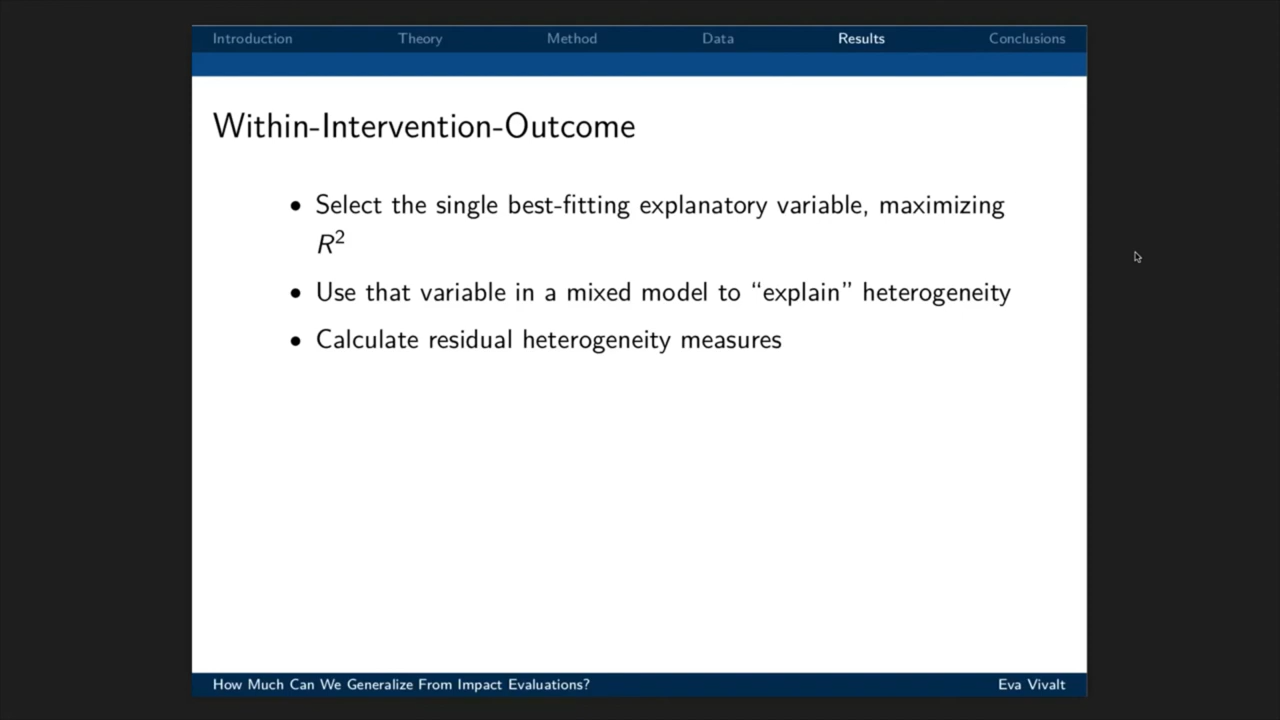 Introduction Theory Method Data Results Conclusions
Within-Intervention-Outcome
• Select the single best-fitting explanatory variable, maximizing
R²
• Use that variable in a mixed model to “explain” heterogeneity
• Calculate residual heterogeneity measures
How Much Can We Generalize From Impact Evaluations? Eva Vivalt